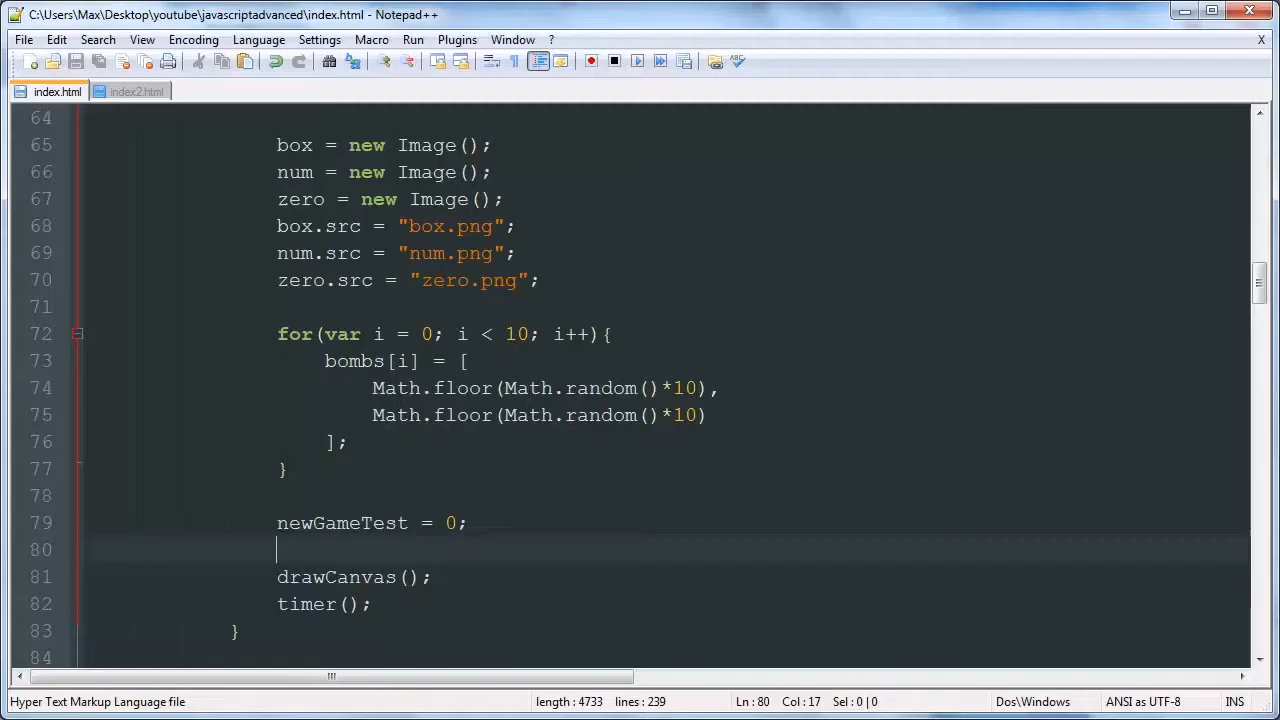 C:\Users\Max\Desktop\youtube\javascriptadvanced\index.html - Notepad++
File Edit Search View Encoding Language Settings Macro Run Plugins Window ? X
index.html index2.html
64
65 box = new Image();
66 num = new Image();
67 zero = new Image();
68 box.src = "box.png";
69 num.src = "num.png";
70 zero.src = "zero.png";
71
72 for(var i = 0; i < 10; i++){
73 bombs[i] = [
74 Math.floor(Math.random()*10),
75 Math.floor(Math.random()*10)
76 ];
77 }
78
79 newGameTest = 0;
80
81 drawCanvas();
82 timer();
83 }
84
Hyper Text Markup Language file length : 4733 lines : 239 Ln : 80 Col : 17 Sel : 0 | 0 Dos\Windows ANSI as UTF-8 INS